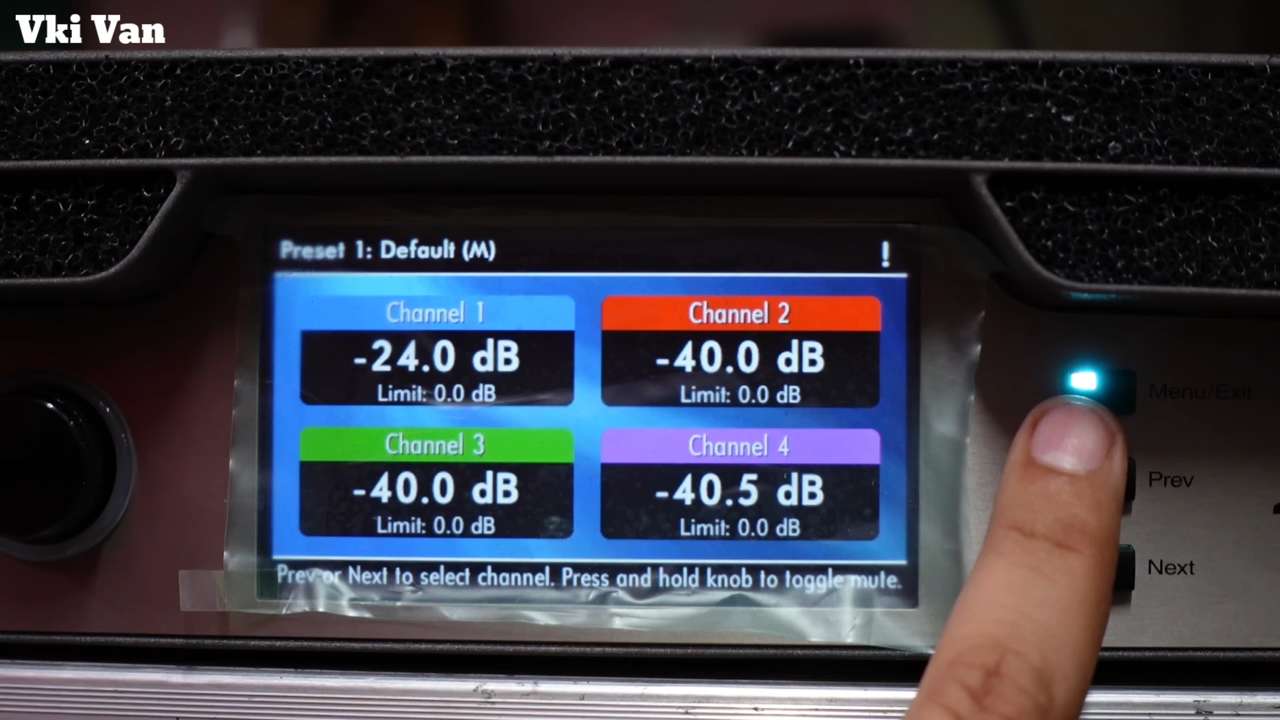 Vki Van
Preset 1: Default (M)
!
Channel 1
-24.0 dB
Limit: 0.0 dB
Channel 2
-40.0 dB
Limit: 0.0 dB
Channel 3
-40.0 dB
Limit: 0.0 dB
Channel 4
-40.5 dB
Limit: 0.0 dB
Prev or Next to select channel. Press and hold knob to toggle mute.
Menu/Exit
Prev
Next